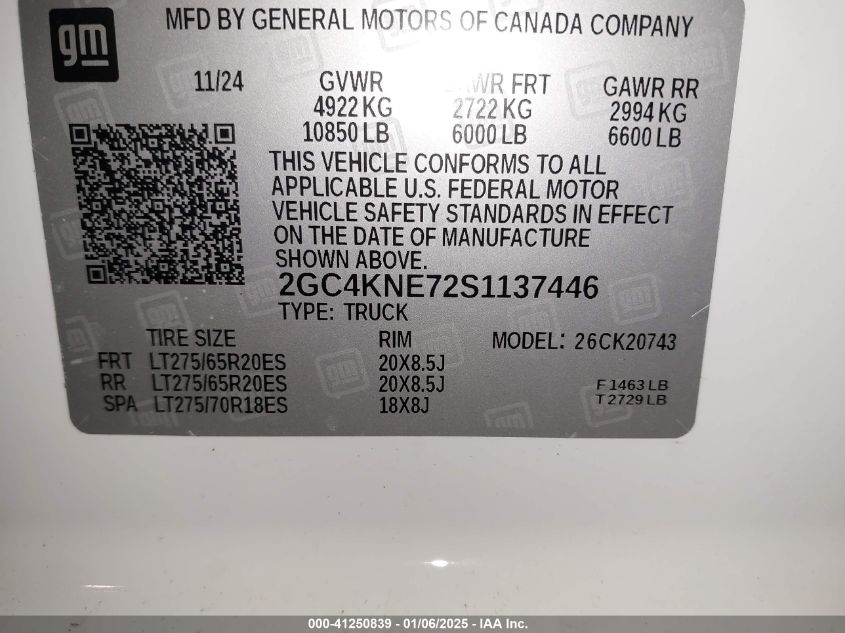 gm
MFD BY GENERAL MOTORS OF CANADA COMPANY
11/24 GVWR WR FRT GAWR RR
4922 KG 2722 KG 2994 KG
10850 LB 6000 LB 6600 LB
THIS VEHICLE CONFORMS TO ALL
APPLICABLE U.S. FEDERAL MOTOR
VEHICLE SAFETY STANDARDS IN EFFECT
ON THE DATE OF MANUFACTURE
SHOWN ABOVE.
2GC4KNE72S1137446
TYPE: TRUCK
TIRE SIZE RIM MODEL: 26CK20743
FRT LT275/65R20ES 20X8.5J
RR LT275/65R20ES 20X8.5J F 1463 LB
SPA LT275/70R18ES 18X8J T 2729 LB
000-41250839 - 01/06/2025 - IAA Inc.